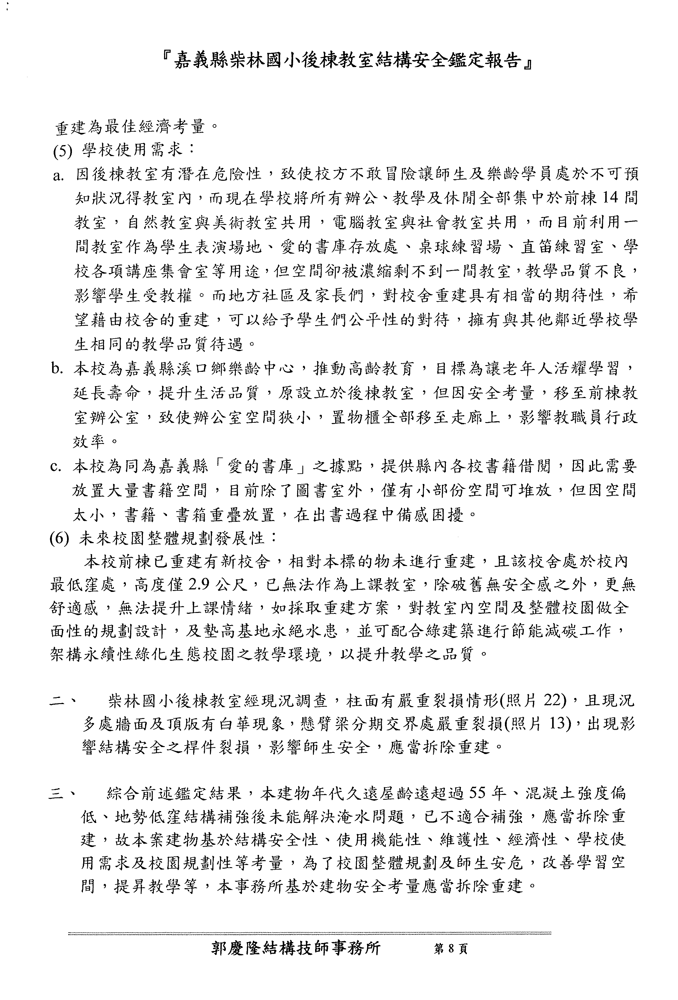 『嘉義縣柴林國小後棟教室結構安全鑑定報告』
重建為最佳經濟考量。
(5) 學校使用需求：
a. 因後棟教室有潛在危險性，致使校方不敢冒險讓師生及樂齡學員處於不可預
知狀況得教室內，而現在學校將所有辦公、教學及休閒全部集中於前棟 14 間
教室，自然教室與美術教室共用，電腦教室與社會教室共用，而目前利用一
間教室作為學生表演場地、愛的書庫存放處、桌球練習場、直笛練習室、學
校各項講座集會室等用途，但空間卻被濃縮剩不到一間教室，教學品質不良，
影響學生受教權。而地方社區及家長們，對校舍重建具有相當的期待性，希
望藉由校舍的重建，可以給予學生們公平性的對待，擁有與其他鄰近學校學
生相同的教學品質待遇。
b. 本校為嘉義縣溪口鄉樂齡中心，推動高齡教育，目標為讓老年人活耀學習，
延長壽命，提升生活品質，原設立於後棟教室，但因安全考量，移至前棟教
室辦公室，致使辦公室空間狹小，置物櫃全部移至走廊上，影響教職員行政
效率。
c. 本校為同為嘉義縣「愛的書庫」之據點，提供縣內各校書籍借閱，因此需要
放置大量書籍空間，目前除了圖書室外，僅有小部份空間可堆放，但因空間
太小，書籍、書箱重疊放置，在出書過程中備感困擾。
(6) 未來校園整體規劃發展性：
本校前棟已重建有新校舍，相對本標的物未進行重建，且該校舍處於校內
最低窪處，高度僅 2.9 公尺，已無法作為上課教室，除破舊無安全感之外，更無
舒適感，無法提升上課情緒，如採取重建方案，對教室內空間及整體校園做全
面性的規劃設計，及墊高基地永絕水患，並可配合綠建築進行節能減碳工作，
架構永續性綠化生態校園之教學環境，以提升教學之品質。
二、 柴林國小後棟教室經現況調查，柱面有嚴重裂損情形(照片 22)，且現況
多處牆面及頂版有白華現象，懸臂梁分期交界處嚴重裂損(照片 13)，出現影
響結構安全之桿件裂損，影響師生安全，應當拆除重建。
三、 綜合前述鑑定結果，本建物年代久遠屋齡遠超過 55 年、混凝土強度偏
低、地勢低窪結構補強後未能解決淹水問題，已不適合補強，應當拆除重
建，故本案建物基於結構安全性、使用機能性、維護性、經濟性、學校使
用需求及校園規劃性等考量，為了校園整體規劃及師生安危，改善學習空
間，提昇教學等，本事務所基於建物安全考量應當拆除重建。
郭慶隆結構技師事務所 第 8 頁